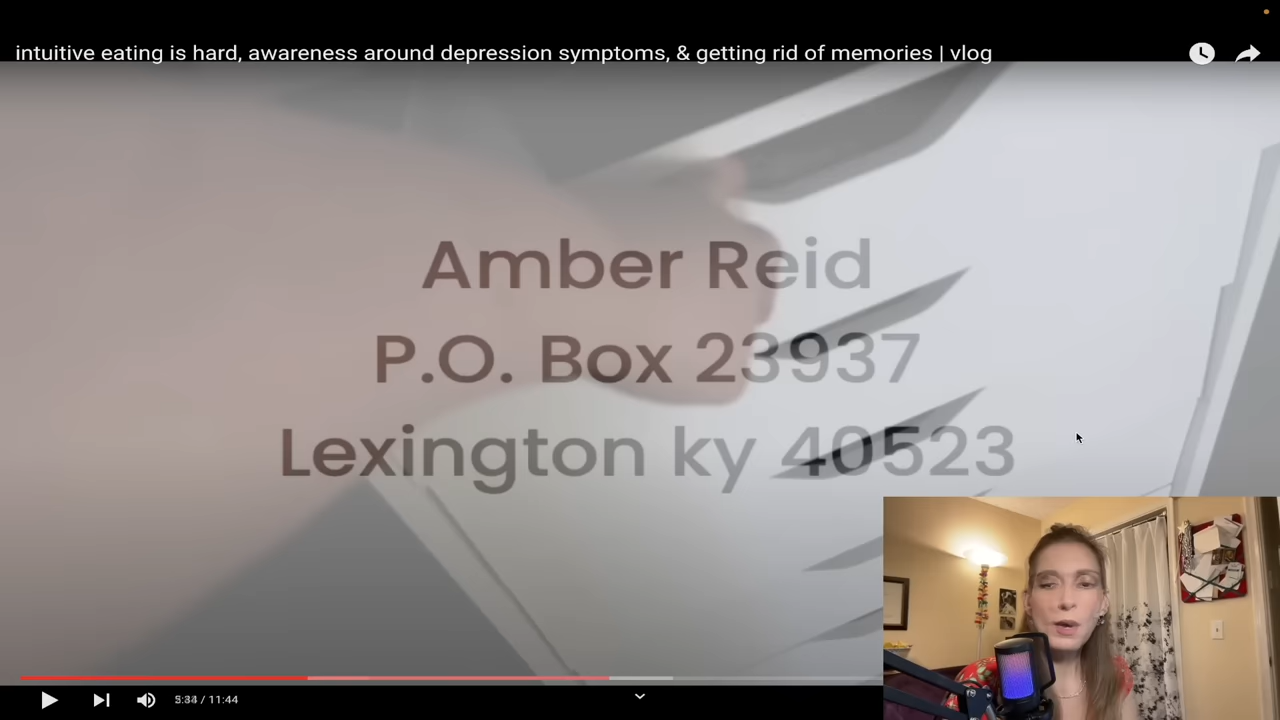 intuitive eating is hard, awareness around depression symptoms, & getting rid of memories | vlog
Amber Reid
P.O. Box 23937
Lexington ky 40523
5:34 / 11:44